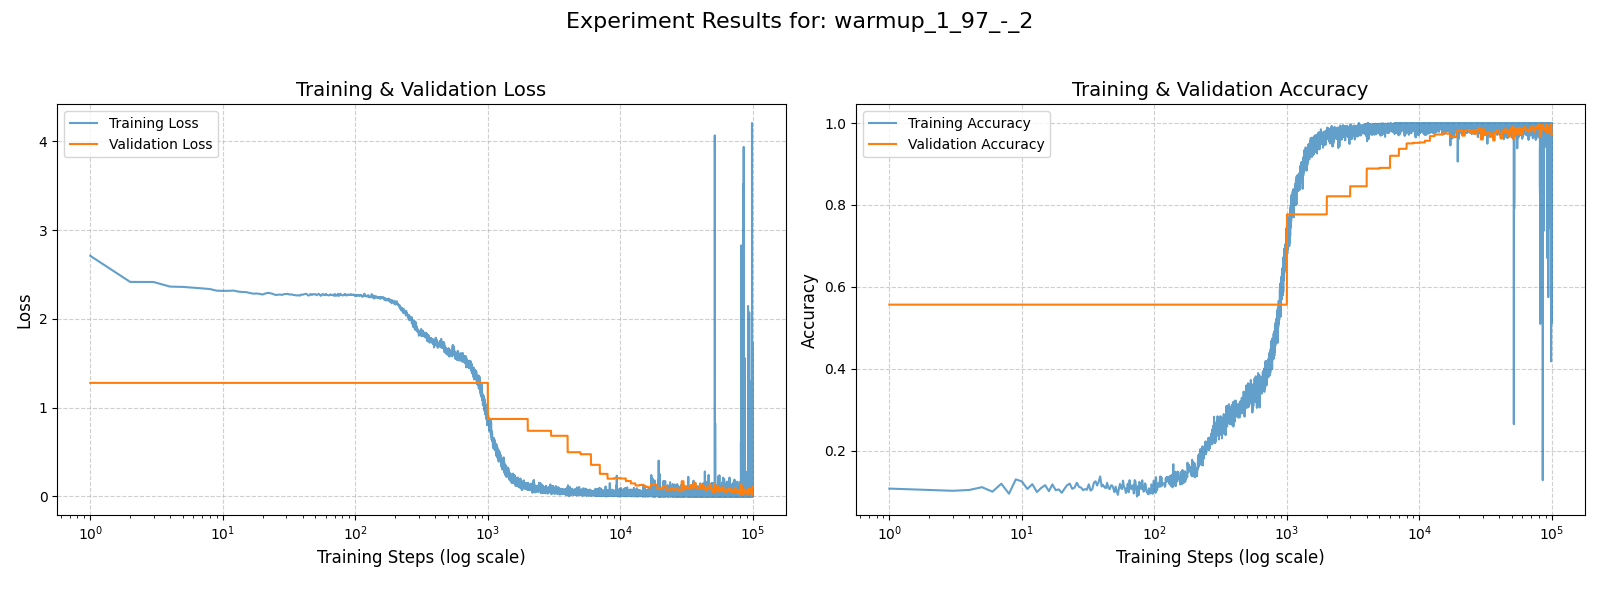 Experiment Results for: warmup_1_97_-_2
Training & Validation Loss
Training Loss
Validation Loss
Loss
4
3
2
1
0
10^0
10^1
10^2
10^3
10^4
10^5
Training Steps (log scale)
Training & Validation Accuracy
Training Accuracy
Validation Accuracy
Accuracy
1.0
0.8
0.6
0.4
0.2
10^0
10^1
10^2
10^3
10^4
10^5
Training Steps (log scale)